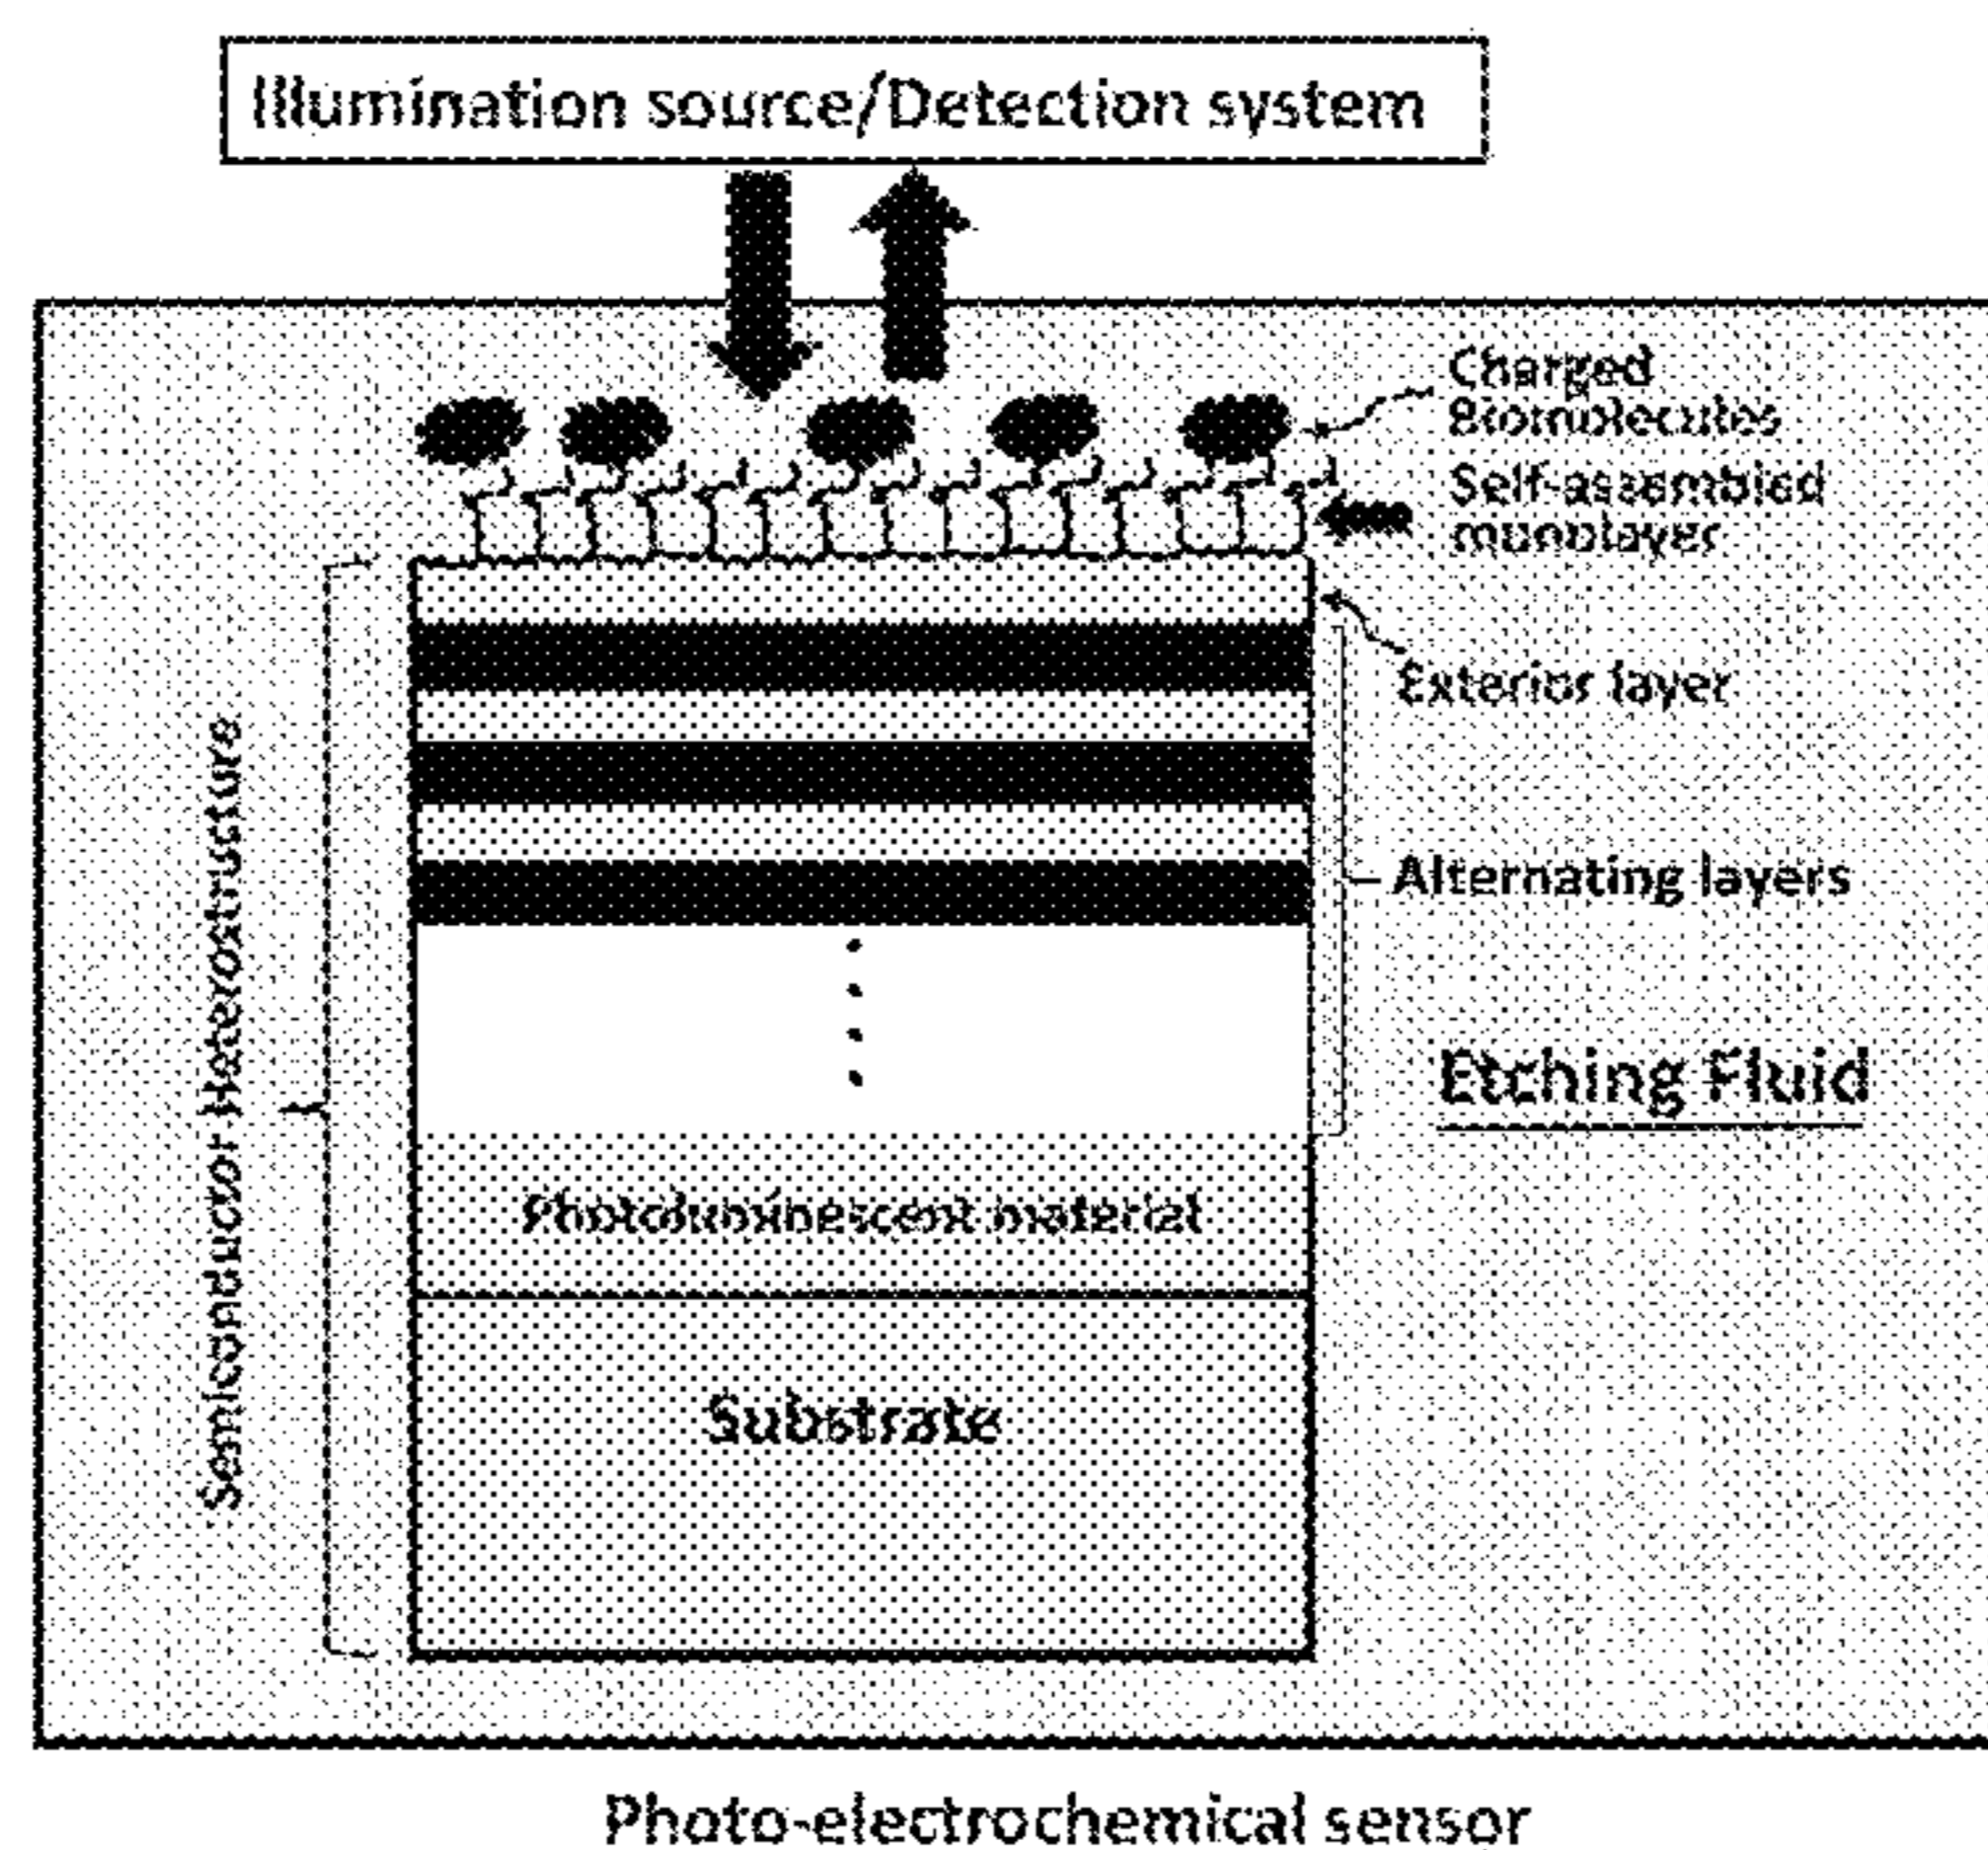 Illumination source/Detection system
Charged
Biomolecules
Self-assembled
monolayer
Exterior layer
Alternating layers
Etching Fluid
Semiconductor Heterostructure
Photoluminescent material
Substrate
Photo-electrochemical sensor